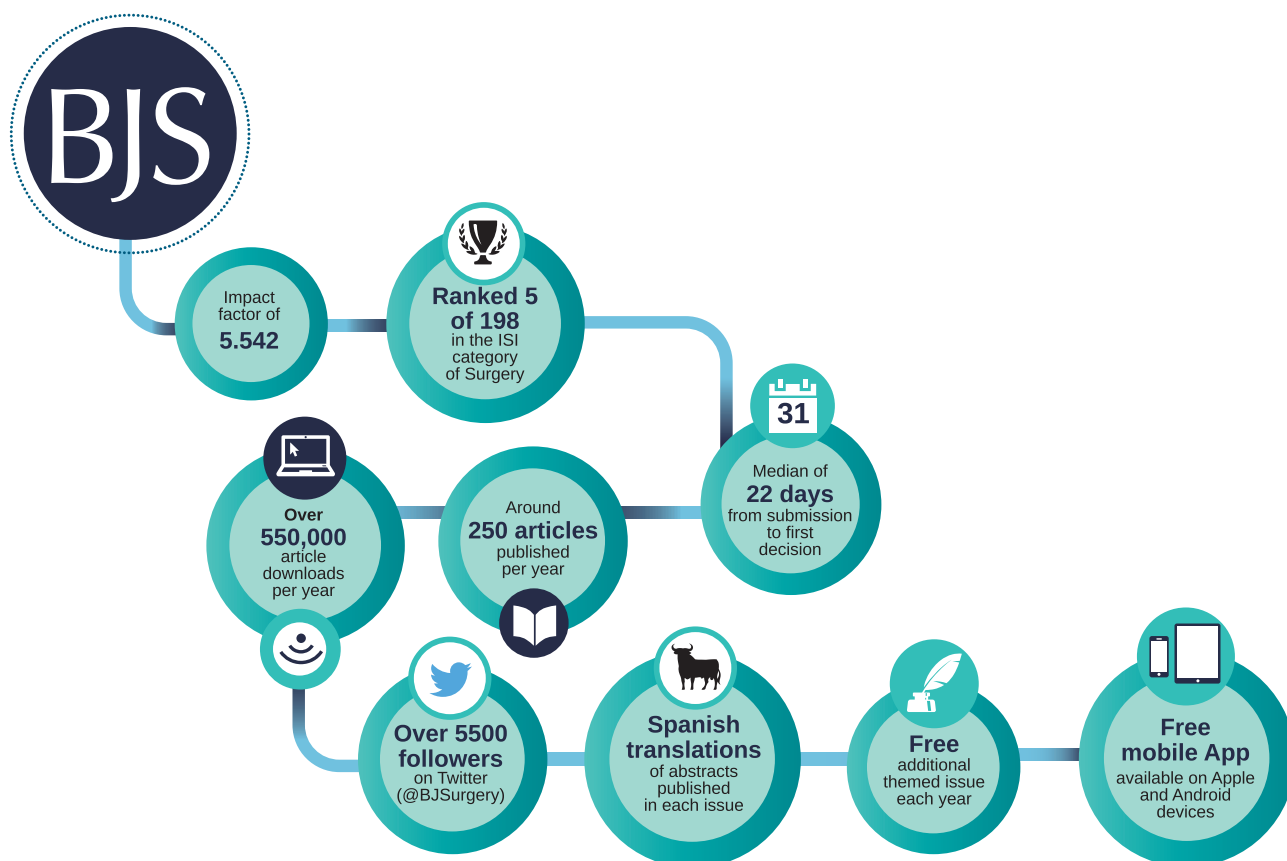 BJS
Impact
factor of
5.542
Ranked 5
of 198
in the ISI
category
of Surgery
31
Median of
22 days
from submission
to first
decision
Around
250 articles
published
per year
Over
550,000
article
downloads
per year
Over 5500
followers
on Twitter
(@BJSurgery)
Spanish
translations
of abstracts
published
in each issue
Free
additional
themed issue
each year
Free
mobile App
available on Apple
and Android
devices